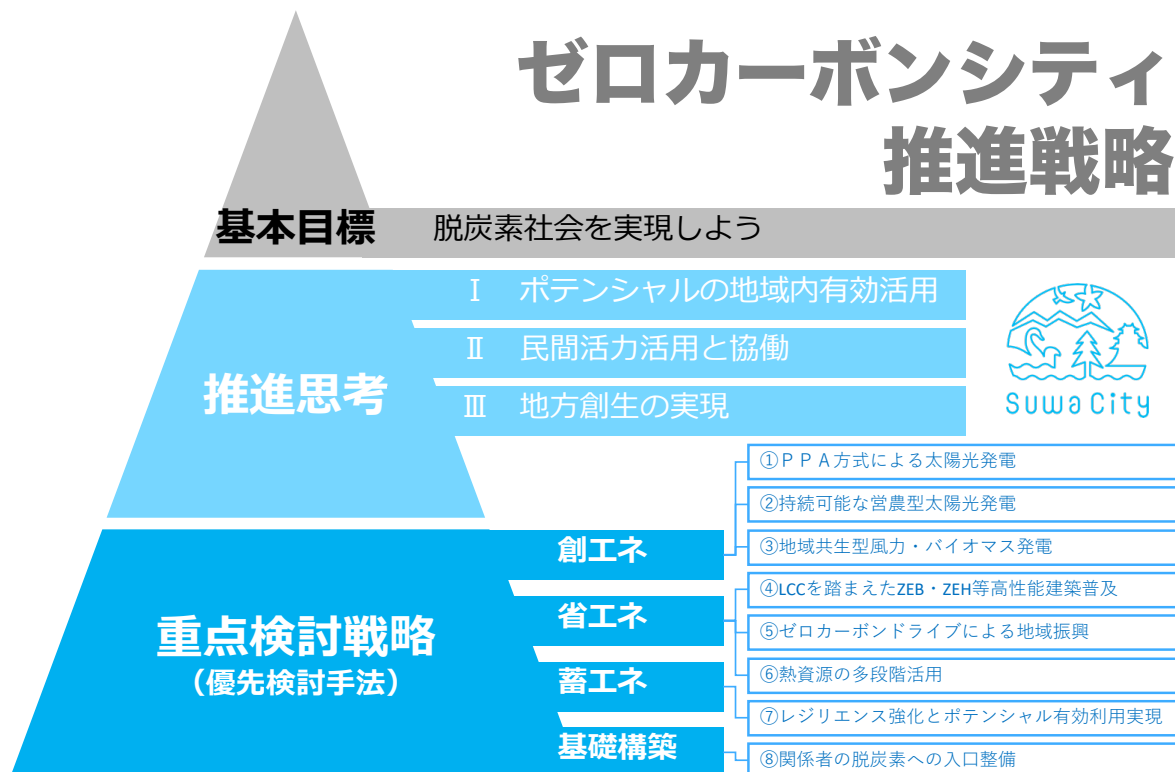 ゼロカーボンシティ
推進戦略
基本目標
脱炭素社会を実現しよう
推進思考
Ⅰ ポテンシャルの地域内有効活用
Ⅱ 民間活力活用と協働
Ⅲ 地方創生の実現
Suwa City
重点検討戦略
（優先検討手法）
創エネ
①ＰＰＡ方式による太陽光発電
②持続可能な営農型太陽光発電
③地域共生型風力・バイオマス発電
省エネ
④LCCを踏まえたZEB・ZEH等高性能建築普及
⑤ゼロカーボンドライブによる地域振興
⑥熱資源の多段階活用
蓄エネ
⑦レジリエンス強化とポテンシャル有効利用実現
基礎構築
⑧関係者の脱炭素への入口整備